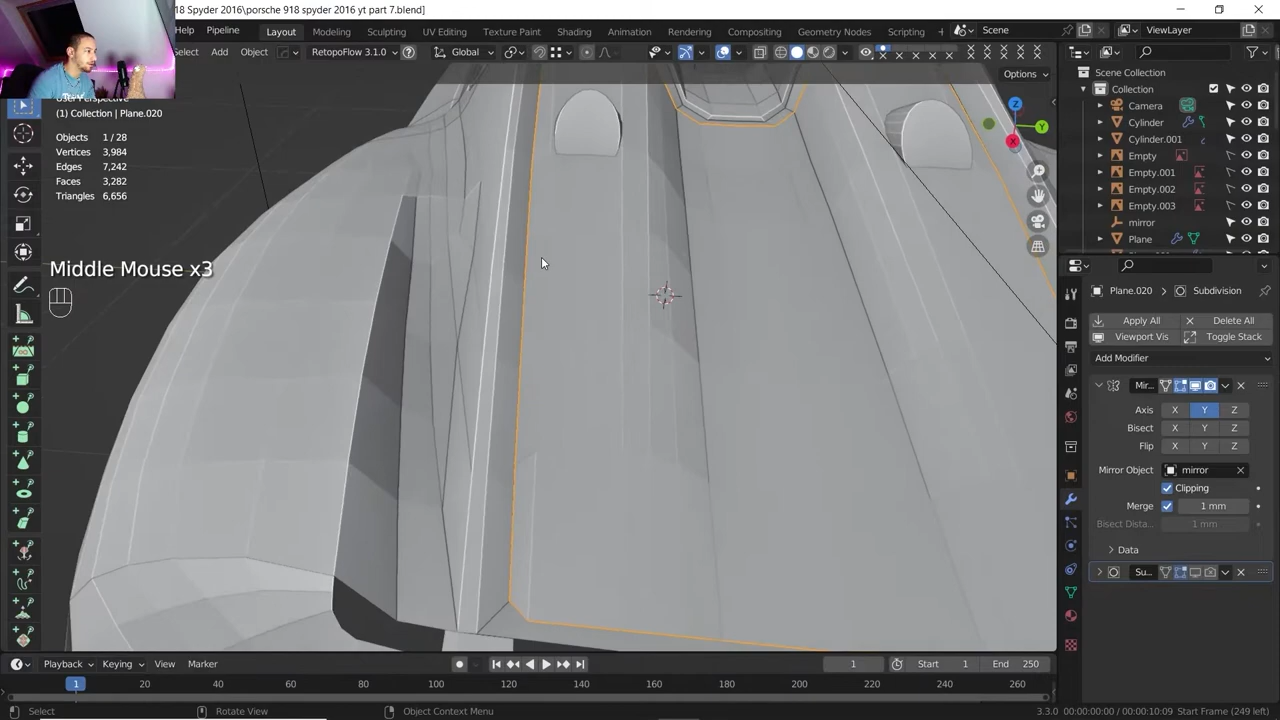 18 Spyder 2016\porsche 918 spyder 2016 yt part 7.blend]
Help Pipeline Layout Modeling Sculpting UV Editing Texture Paint Shading Animation Rendering Compositing Geometry Nodes Scripting Scene ViewLayer
Select Add Object RetopoFlow 3.1.0 Global
Options
(1) Collection | Plane.020
Objects 1 / 28
Vertices 3,984
Edges 7,242
Faces 3,282
Triangles 6,656
Middle Mouse x3
Z
Y
X
Scene Collection
Collection
Camera
Cylinder
Cylinder.001
Empty
Empty.001
Empty.002
Empty.003
mirror
Plane
Plane.020 Subdivision
Apply All Delete All
Viewport Vis Toggle Stack
Add Modifier
Mir...
Axis X Y Z
Bisect X Y Z
Flip X Y Z
Mirror Object mirror
Clipping
Merge 1 mm
Bisect Dista... 1 mm
Data
Su...
Playback Keying View Marker 1 Start 1 End 250
1 20 40 60 80 100 120 140 160 180 200 220 240 260
Select Rotate View Object Context Menu 3.3.0 00:00:00:00 / 00:00:10:09 Start Frame (249 left)